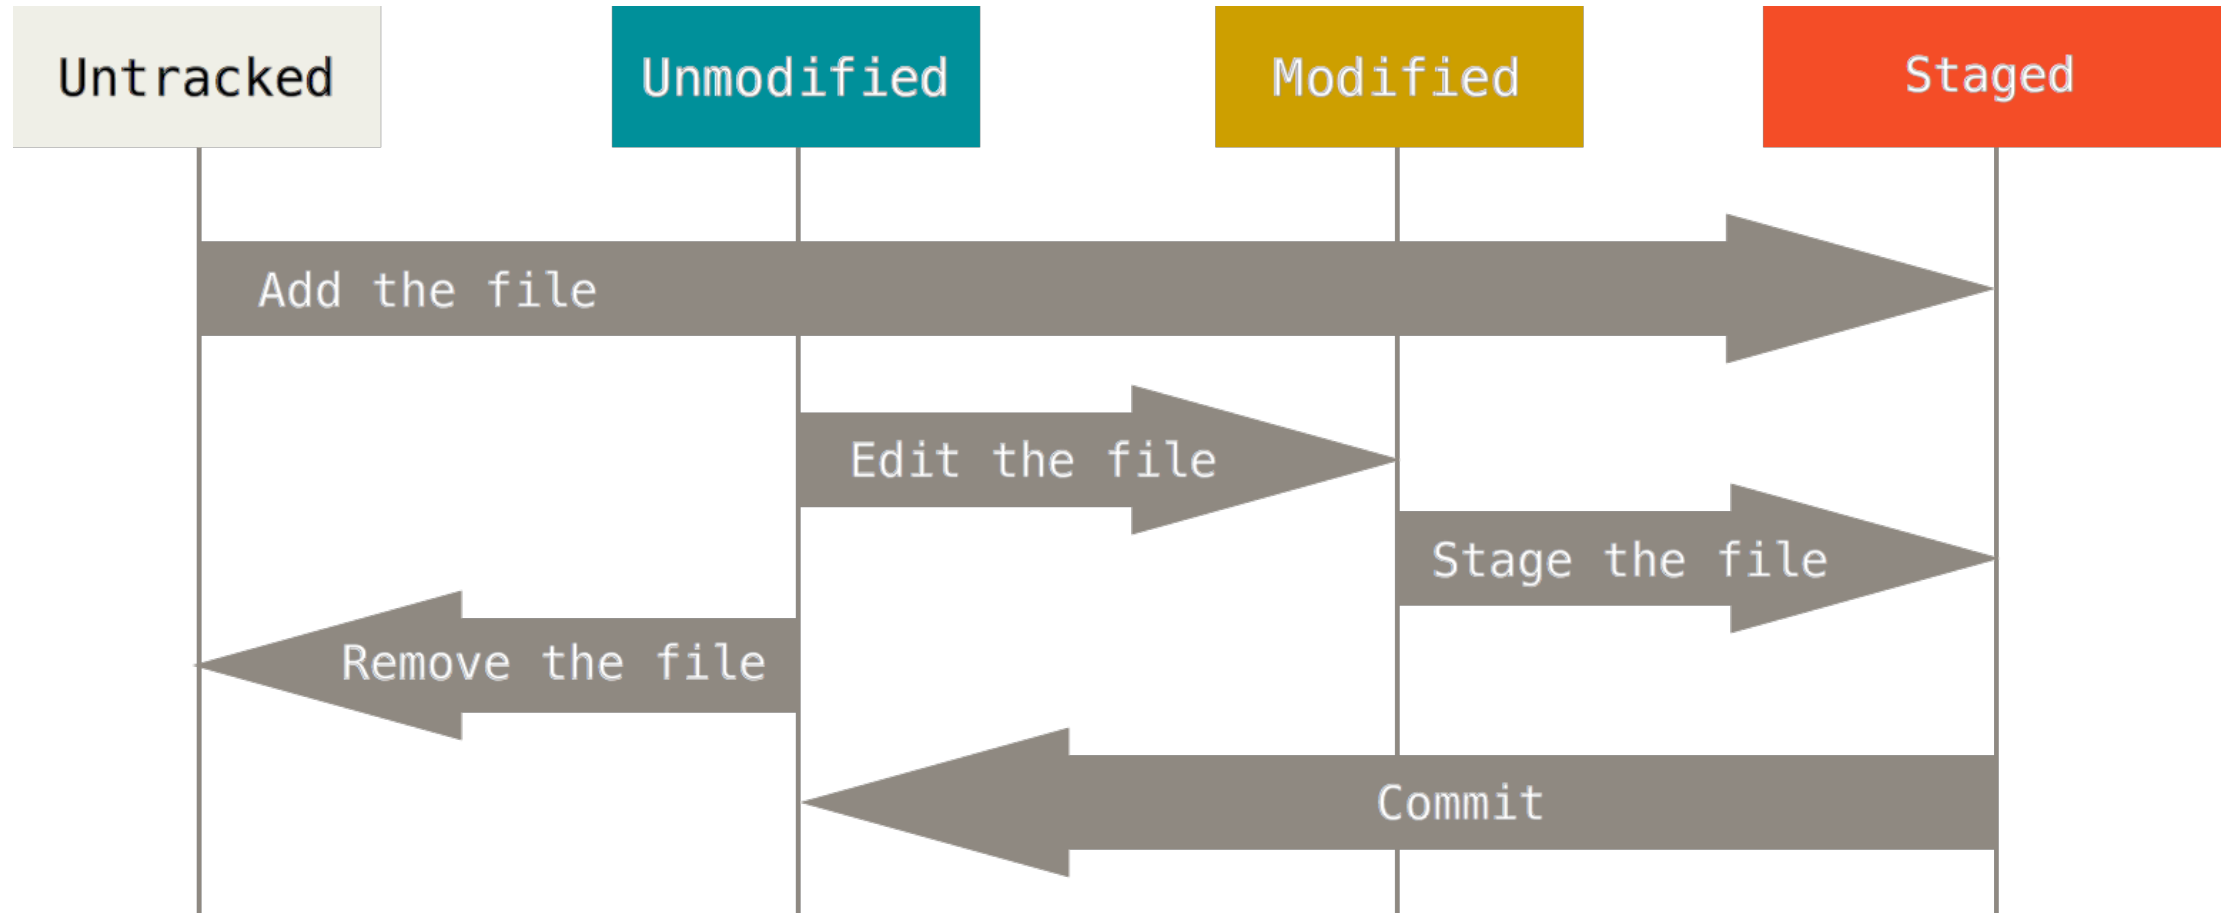 Untracked
Unmodified
Modified
Staged
Add the file
Edit the file
Stage the file
Remove the file
Commit